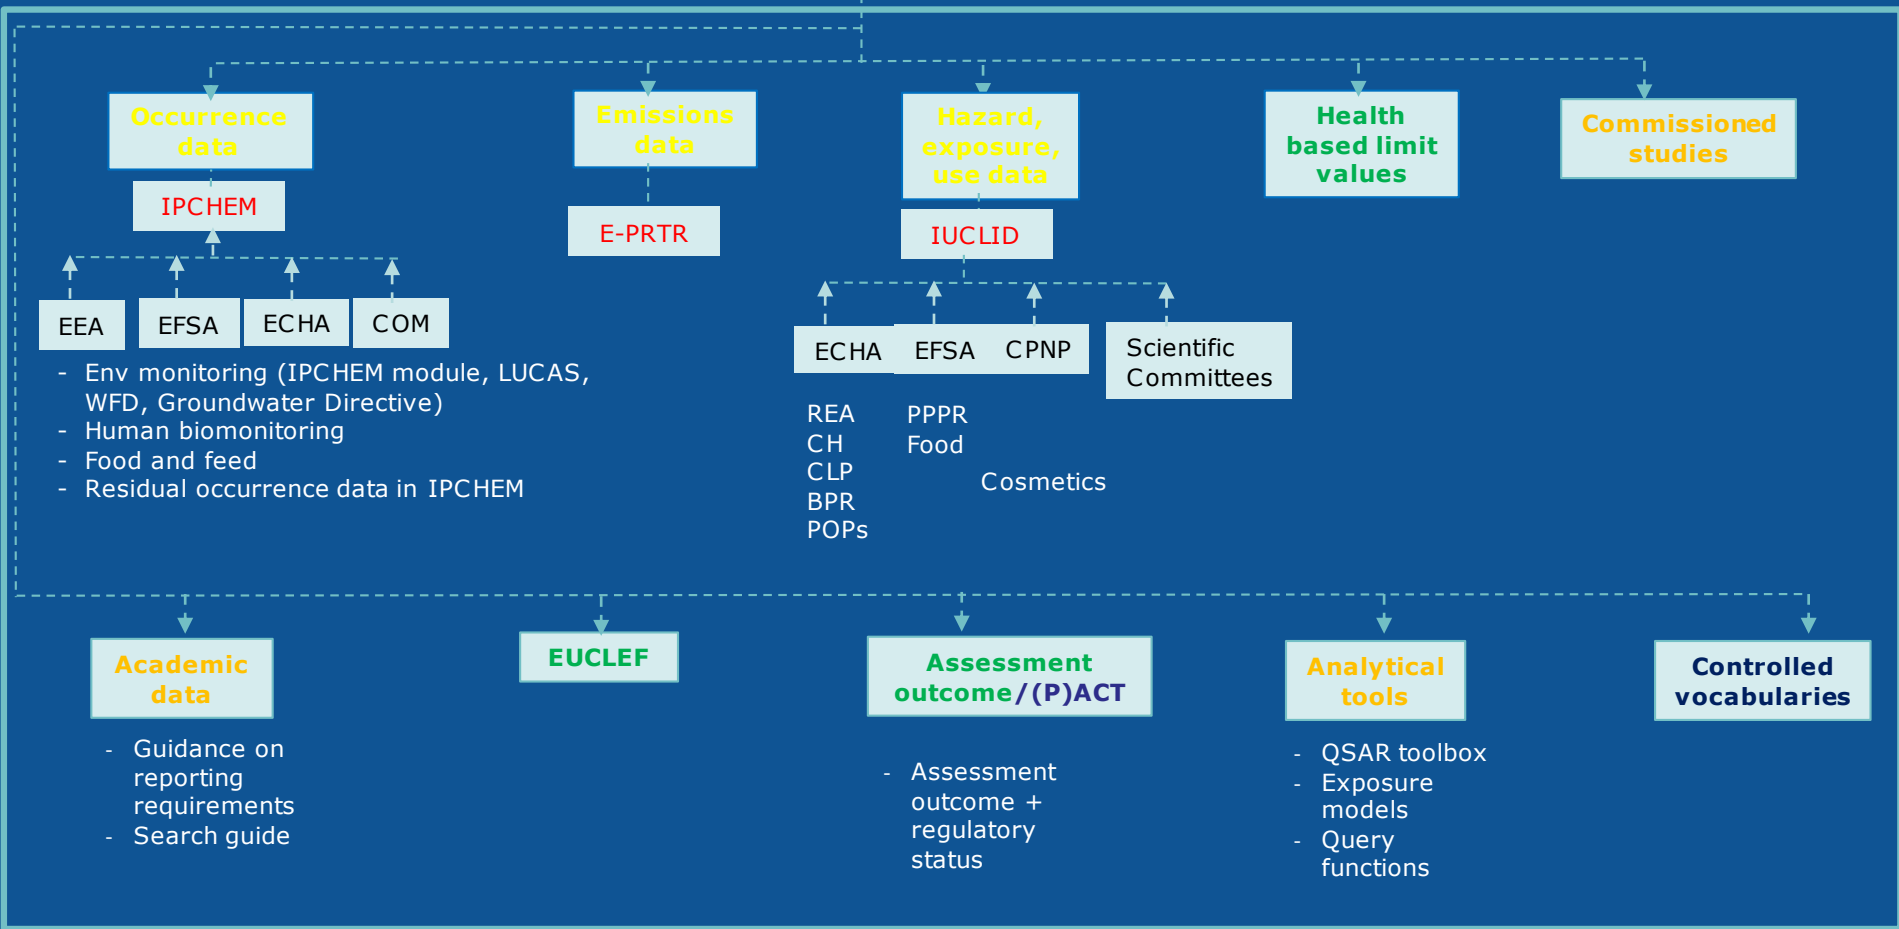 Occurrence
data
Emissions
data
Hazard,
exposure,
use data
Health
based limit
values
Commissioned
studies
IPCHEM
E-PRTR
IUCLID
EEA
EFSA
ECHA
COM
ECHA
EFSA
CPNP
Scientific
Committees
- Env monitoring (IPCHEM module, LUCAS,
WFD, Groundwater Directive)
- Human biomonitoring
- Food and feed
- Residual occurrence data in IPCHEM
REA
CH
CLP
BPR
POPs
PPPR
Food
Cosmetics
Academic
data
EUCLEF
Assessment
outcome/(P)ACT
Analytical
tools
Controlled
vocabularies
- Guidance on
reporting
requirements
- Search guide
- Assessment
outcome +
regulatory
status
- QSAR toolbox
- Exposure
models
- Query
functions